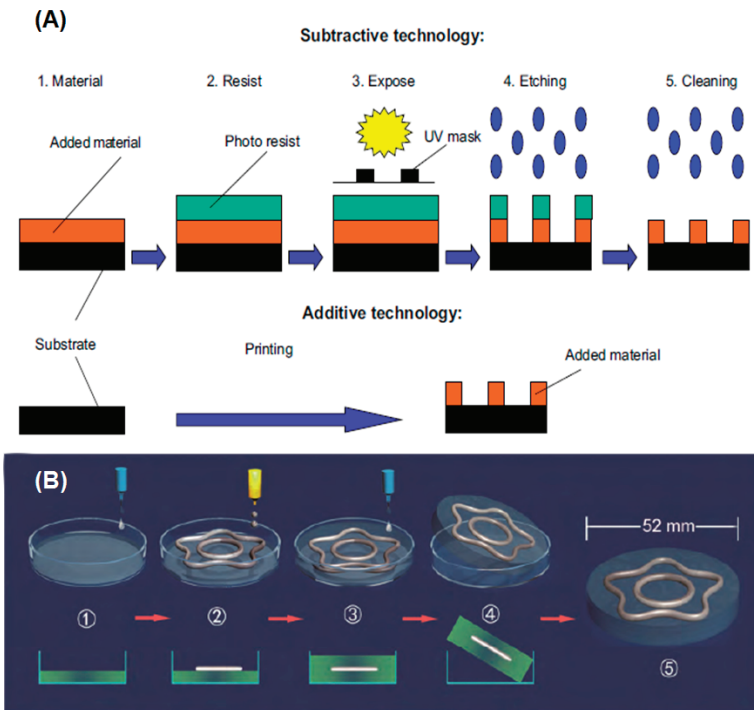 (A)
Subtractive technology:
1. Material
2. Resist
3. Expose
4. Etching
5. Cleaning
Added material
Photo resist
UV mask
Additive technology:
Substrate
Printing
Added material
(B)
52 mm
①
②
③
④
⑤